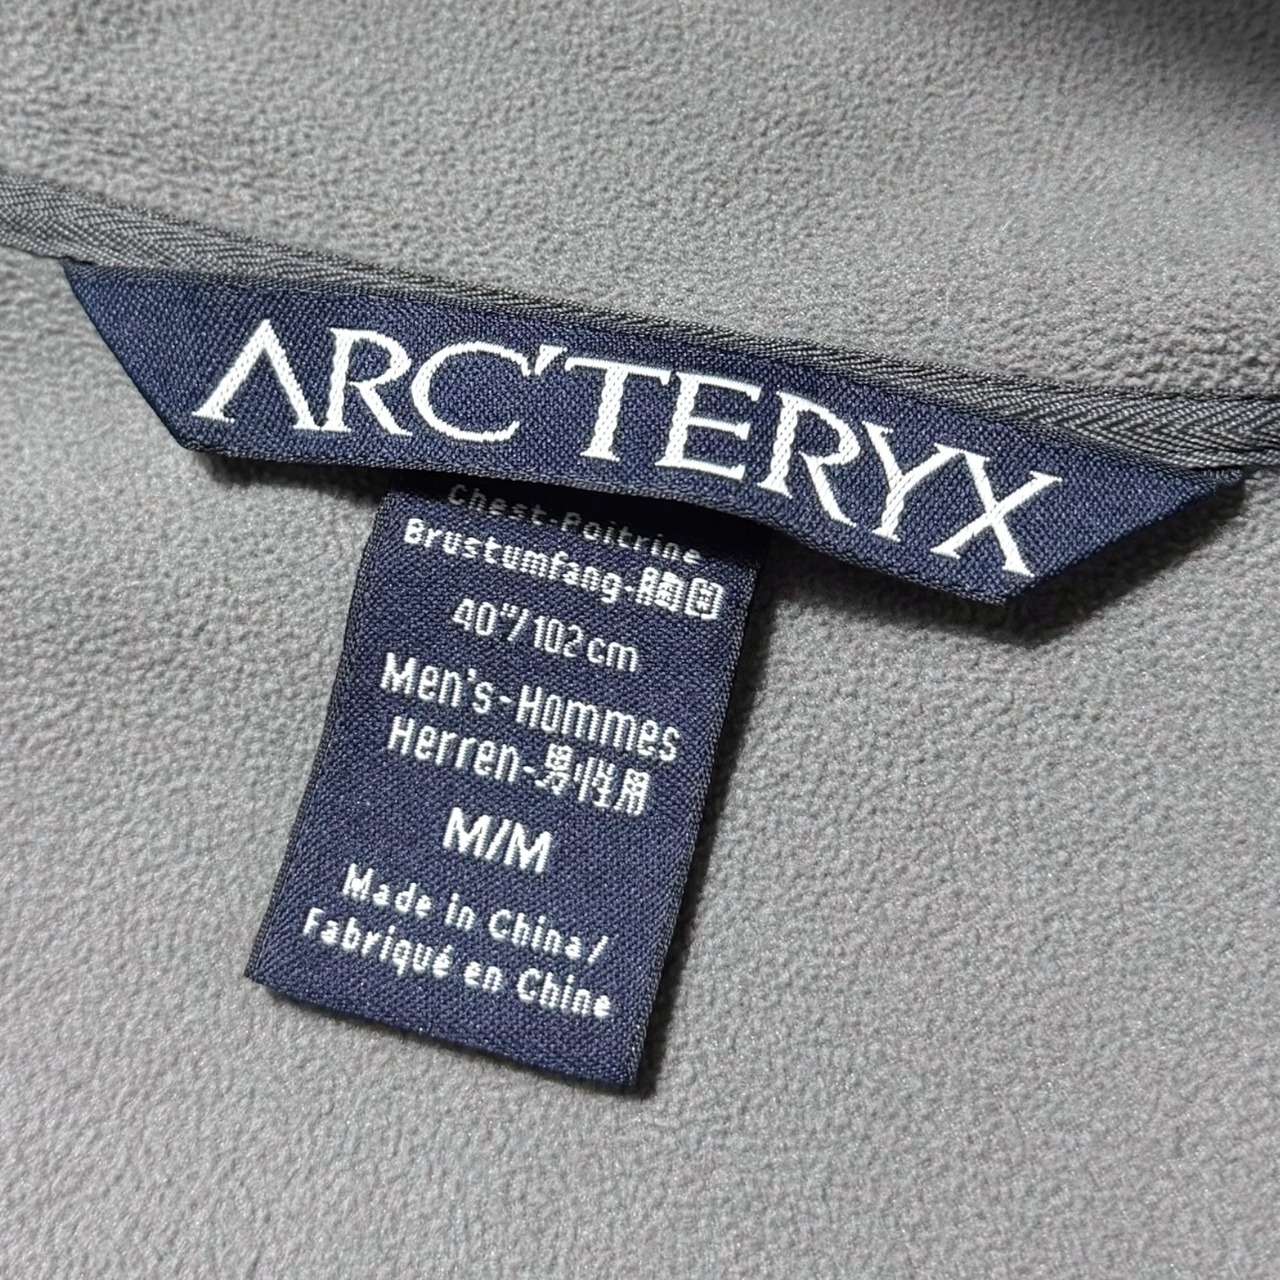 ARC'TERYX
Chest-Poitrine
Brustumfang-胸囲
40"/102cm
Men's-Hommes
Herren-男性用
M/M
Made in China/
Fabriqué en Chine